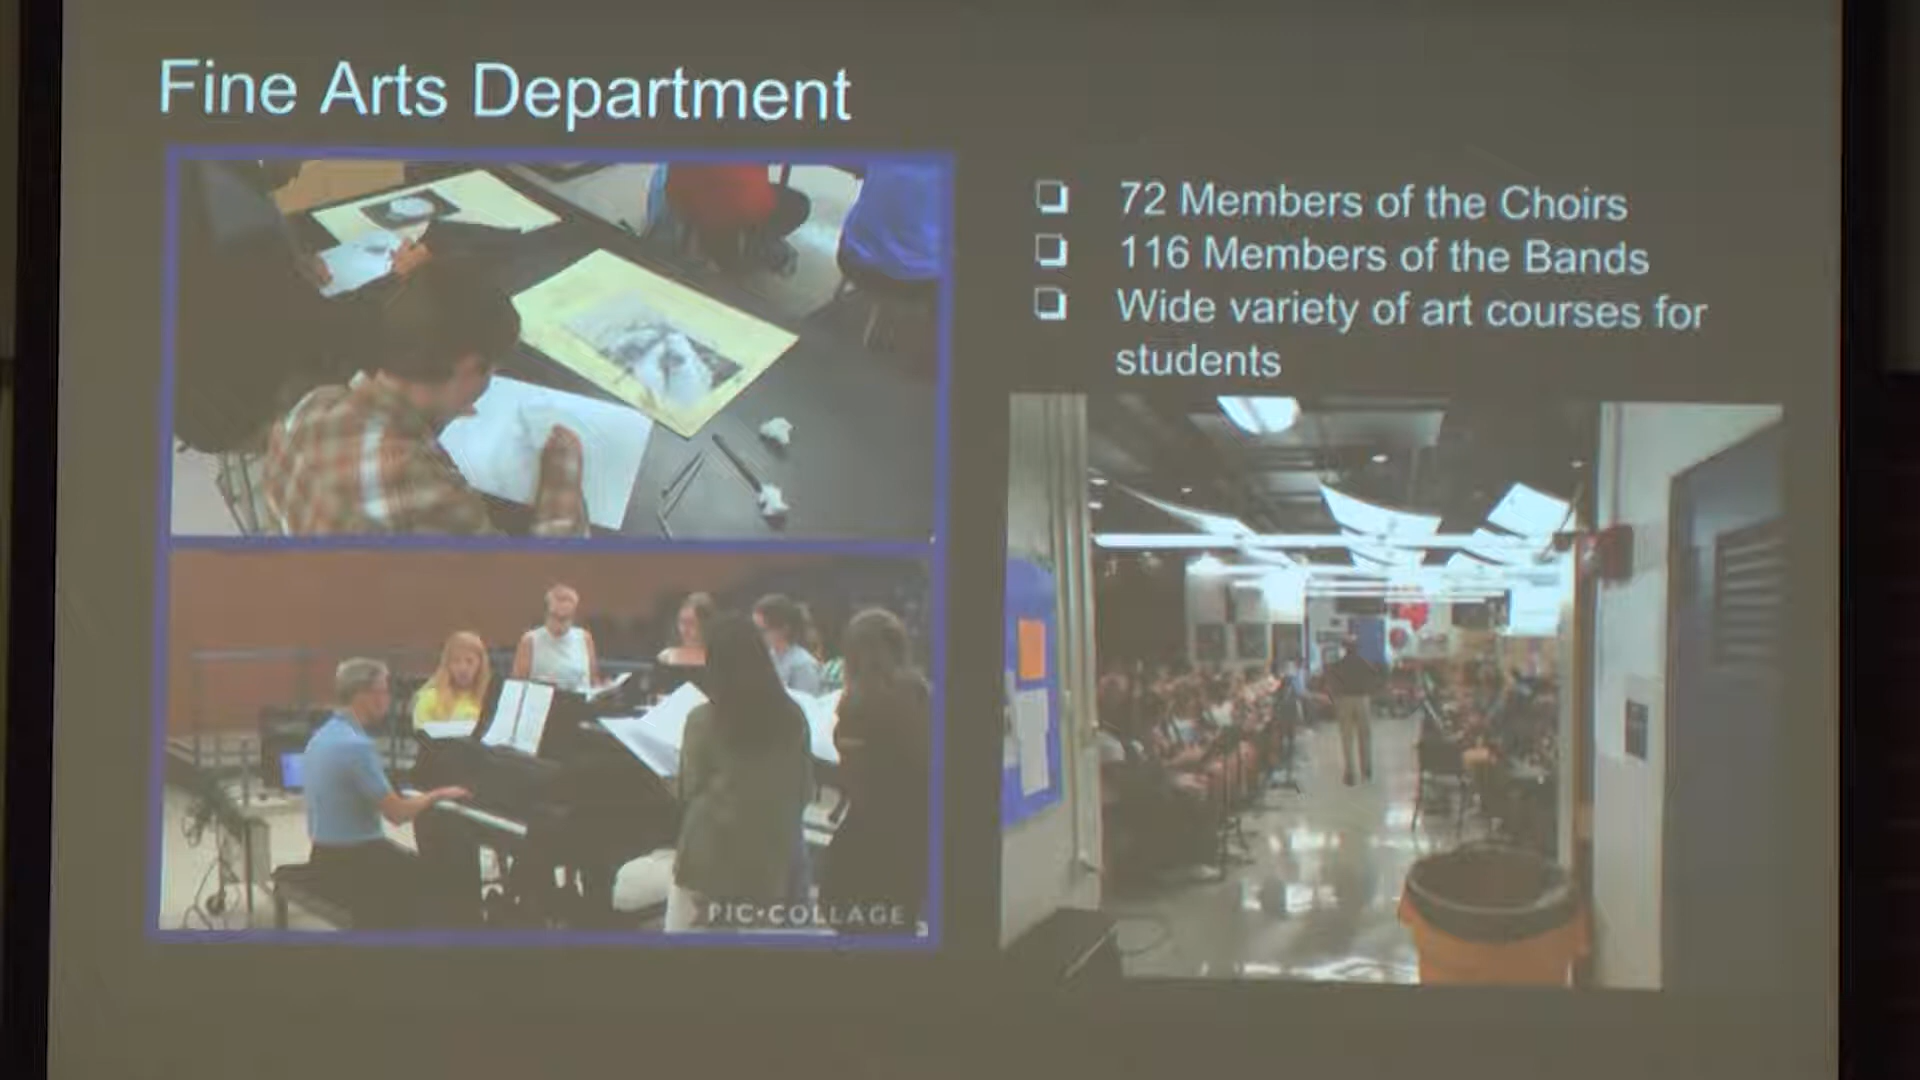 Fine Arts Department
❑ 72 Members of the Choirs
❑ 116 Members of the Bands
❑ Wide variety of art courses for
students
PIC•COLLAGE